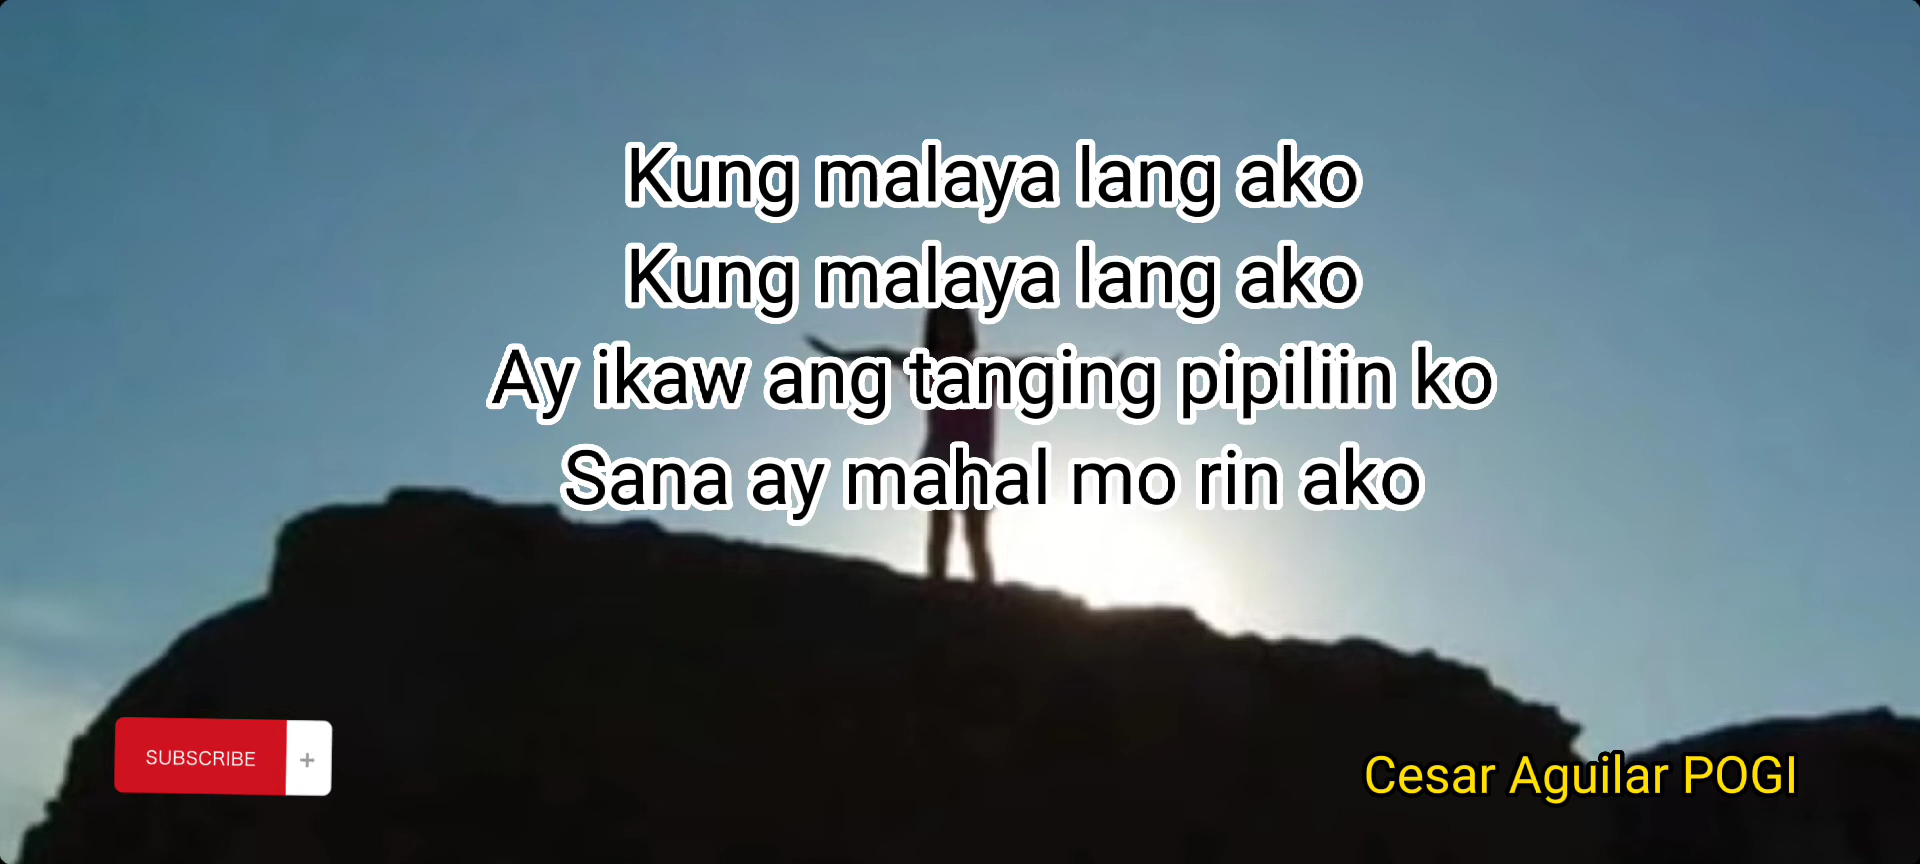 Kung malaya lang ako
Kung malaya lang ako
Ay ikaw ang tanging pipiliin ko
Sana ay mahal mo rin ako
SUBSCRIBE +
Cesar Aguilar POGI